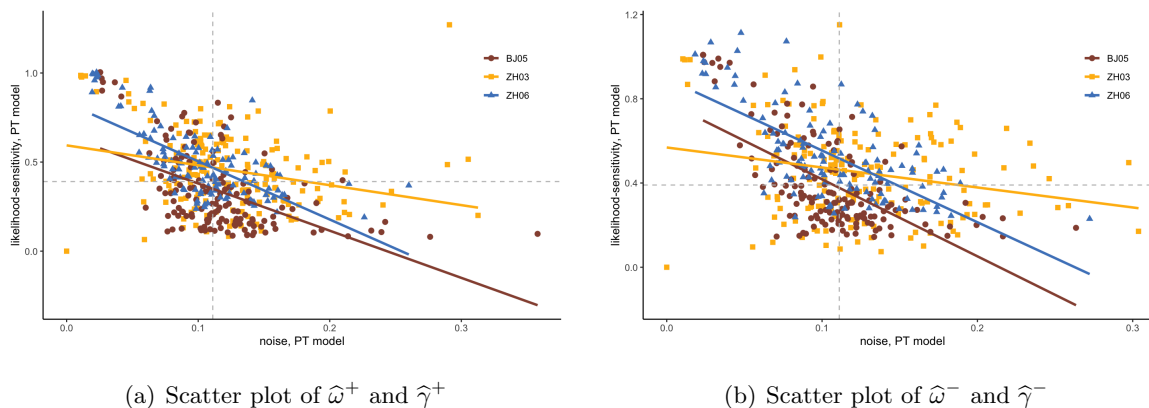 likelihood-sensitivity, PT model
1.0
0.5
0.0
0.0
0.1
0.2
0.3
noise, PT model
BJ05
ZH03
ZH06
(a) Scatter plot of ω̂⁺ and γ̂⁺
likelihood-sensitivity, PT model
1.2
0.8
0.4
0.0
0.0
0.1
0.2
0.3
noise, PT model
BJ05
ZH03
ZH06
(b) Scatter plot of ω̂⁻ and γ̂⁻